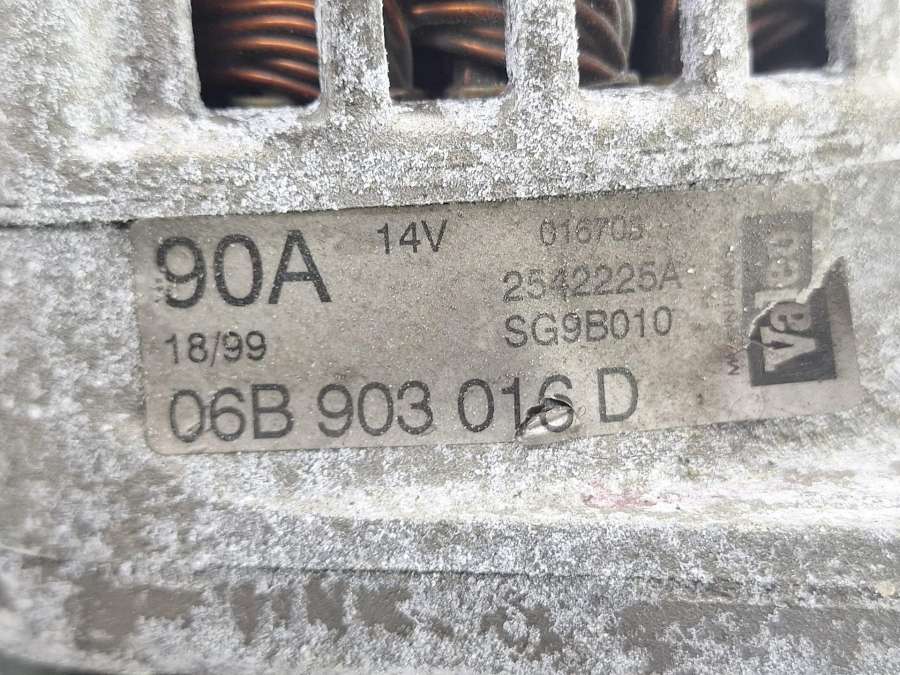 90A 14V 016705
2542225A
18/99 SG9B010
06B 903 016 D
Valeo